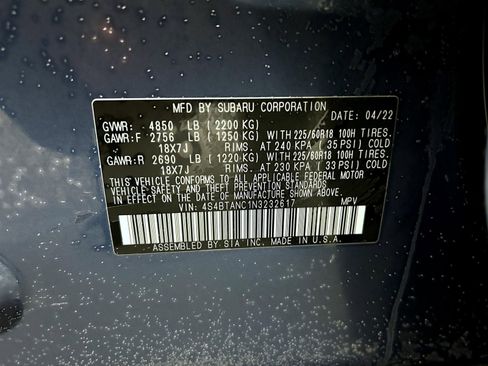 MFD BY SUBARU CORPORATION
DATE: 04/22
GVWR: 4850 LB (2200 KG)
GAWR:F 2756 LB (1250 KG) WITH 225/60R18 100H TIRES.
18X7J RIMS. AT 240 KPA (35 PSI) COLD
GAWR:R 2690 LB (1220 KG) WITH 225/60R18 100H TIRES.
18X7J RIMS. AT 230 KPA (33 PSI) COLD
THIS VEHICLE CONFORMS TO ALL APPLICABLE FEDERAL MOTOR
VEHICLE SAFETY AND THEFT PREVENTION STANDARDS IN
EFFECT ON THE DATE OF MANUFACTURE SHOWN ABOVE.
VIN: 4S4BTANC1N3232617 MPV
ASSEMBLED BY SIA INC. MADE IN U.S.A.